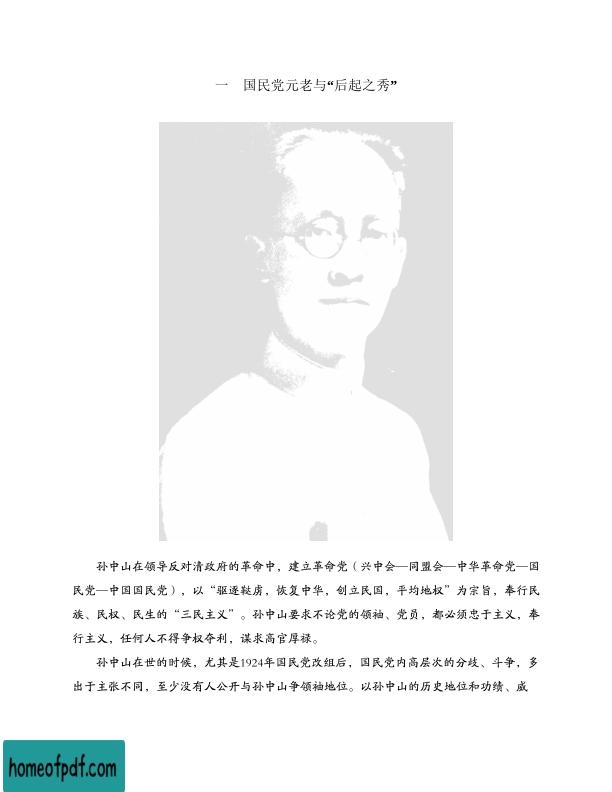 一　国民党元老与“后起之秀”
孙中山在领导反对清政府的革命中，建立革命党（兴中会—同盟会—中华革命党—国
民党—中国国民党），以“驱逐鞑虏，恢复中华，创立民国，平均地权”为宗旨，奉行民
族、民权、民生的“三民主义”。孙中山要求不论党的领袖、党员，都必须忠于主义，奉
行主义，任何人不得争权夺利，谋求高官厚禄。
孙中山在世的时候，尤其是1924年国民党改组后，国民党内高层次的分歧、斗争，多
出于主张不同，至少没有人公开与孙中山争领袖地位。以孙中山的历史地位和功绩、威
homeofpdf.com